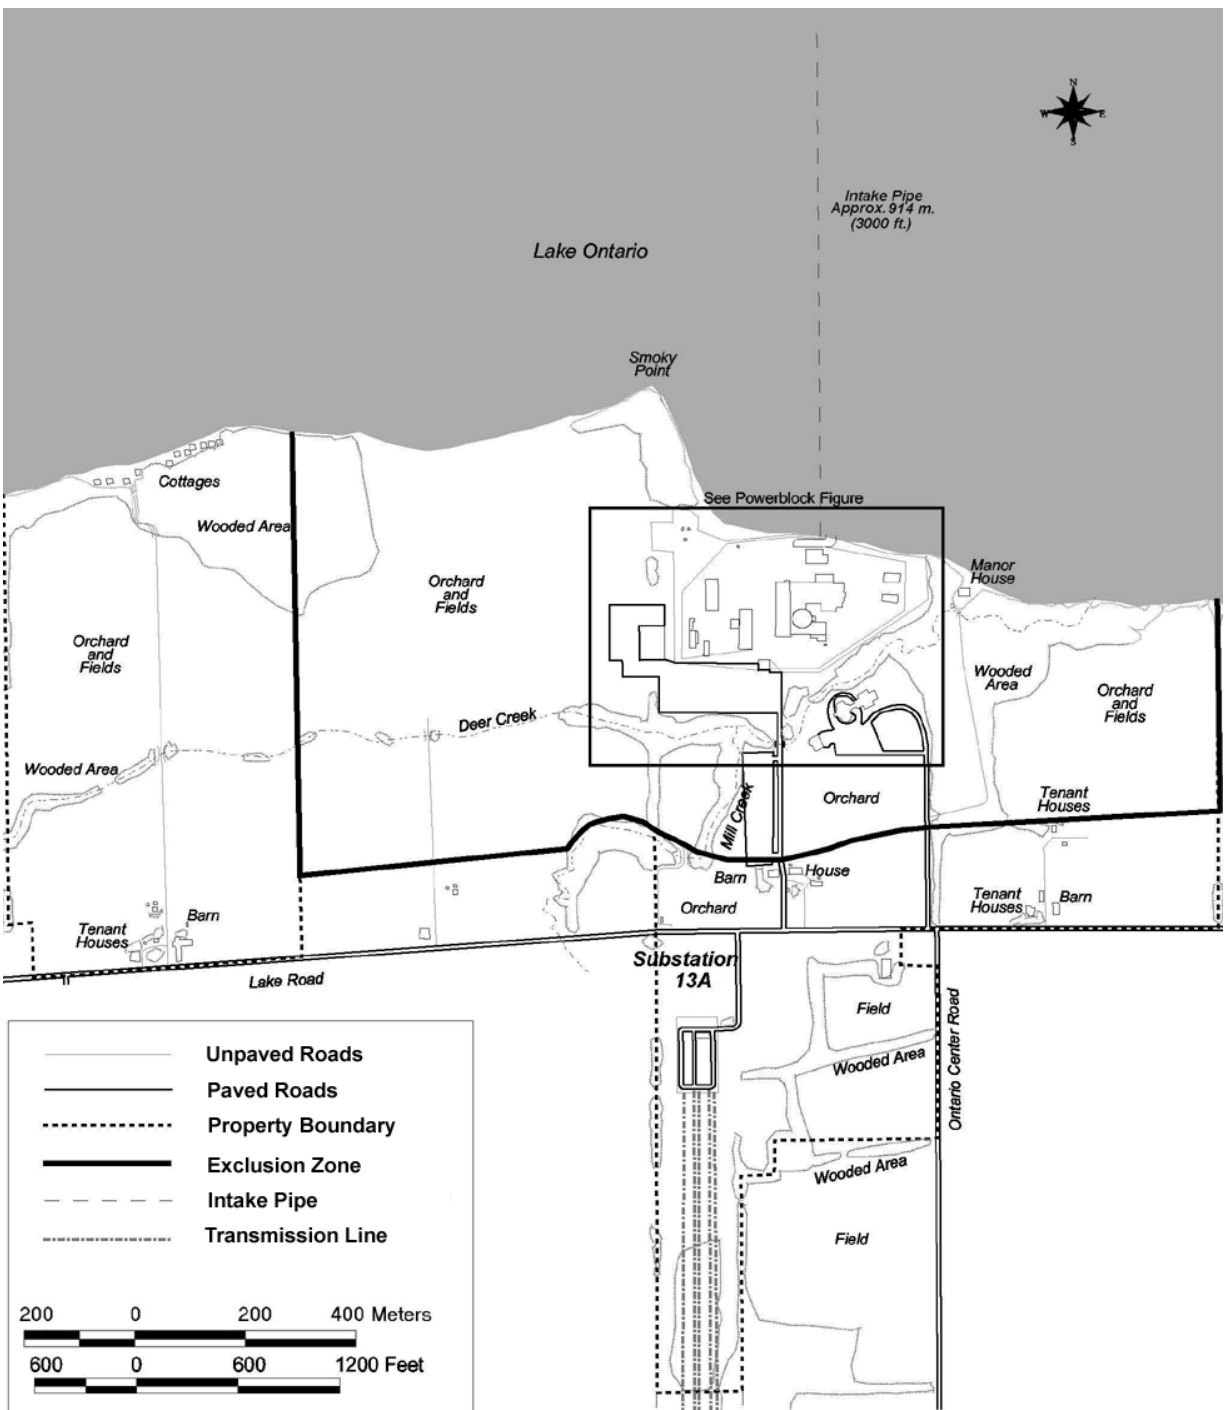 N
W E
S
Intake Pipe
Approx. 914 m.
(3000 ft.)
Lake Ontario
Smoky
Point
Cottages
See Powerblock Figure
Wooded Area
Manor
House
Orchard
and
Fields
Orchard
and
Fields
Wooded
Area
Orchard
and
Fields
Deer Creek
Wooded Area
Tenant
Houses
Orchard
Mill Creek
Barn
House
Tenant
Houses
Barn
Orchard
Tenant
Houses
Barn
Lake Road
Substation
13A
Field
Ontario Center Road
Wooded Area
Wooded Area
Field
Unpaved Roads
Paved Roads
Property Boundary
Exclusion Zone
Intake Pipe
Transmission Line
200 0 200 400 Meters
600 0 600 1200 Feet